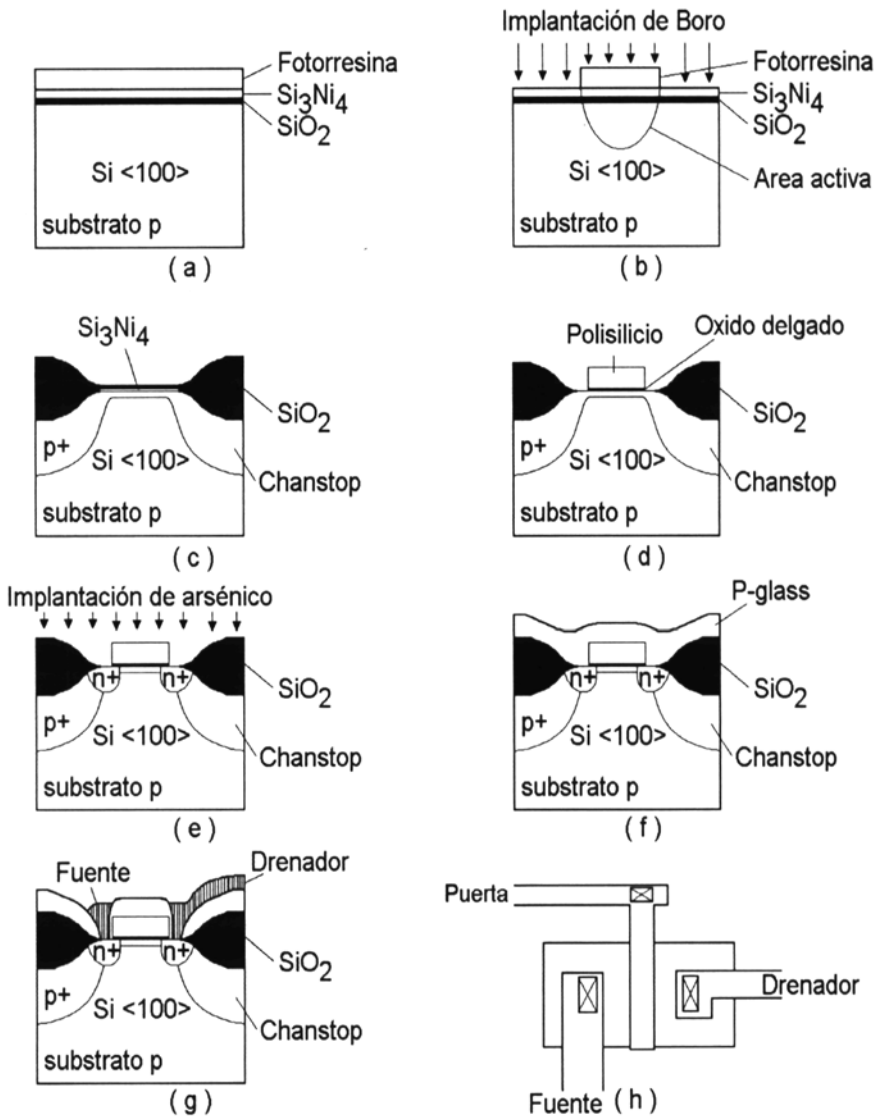 Fotorresina
Si3Ni4
SiO2
Si <100>
substrato p
( a )
Implantación de Boro
Fotorresina
Si3Ni4
SiO2
Si <100>
Area activa
substrato p
( b )
Si3Ni4
SiO2
p+
Si <100>
Chanstop
substrato p
( c )
Polisilicio
Oxido delgado
SiO2
p+
Si <100>
Chanstop
substrato p
( d )
Implantación de arsénico
n+ n+
SiO2
p+
Si <100>
Chanstop
substrato p
( e )
P-glass
n+ n+
SiO2
p+
Si <100>
Chanstop
substrato p
( f )
Fuente
Drenador
n+ n+
SiO2
p+
Si <100>
Chanstop
substrato p
( g )
Puerta
Drenador
Fuente
( h )